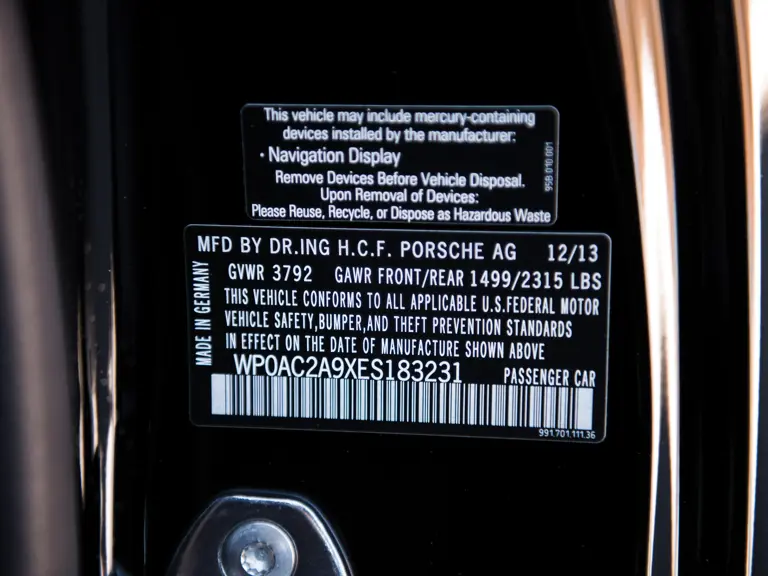 This vehicle may include mercury-containing
devices installed by the manufacturer:
· Navigation Display
Remove Devices Before Vehicle Disposal.
Upon Removal of Devices:
Please Reuse, Recycle, or Dispose as Hazardous Waste
958.010.001
MFD BY DR.ING H.C.F. PORSCHE AG 12/13
GVWR 3792 GAWR FRONT/REAR 1499/2315 LBS
THIS VEHICLE CONFORMS TO ALL APPLICABLE U.S.FEDERAL MOTOR
VEHICLE SAFETY,BUMPER,AND THEFT PREVENTION STANDARDS
IN EFFECT ON THE DATE OF MANUFACTURE SHOWN ABOVE
WP0AC2A9XES183231 PASSENGER CAR
MADE IN GERMANY
991.701.111.36